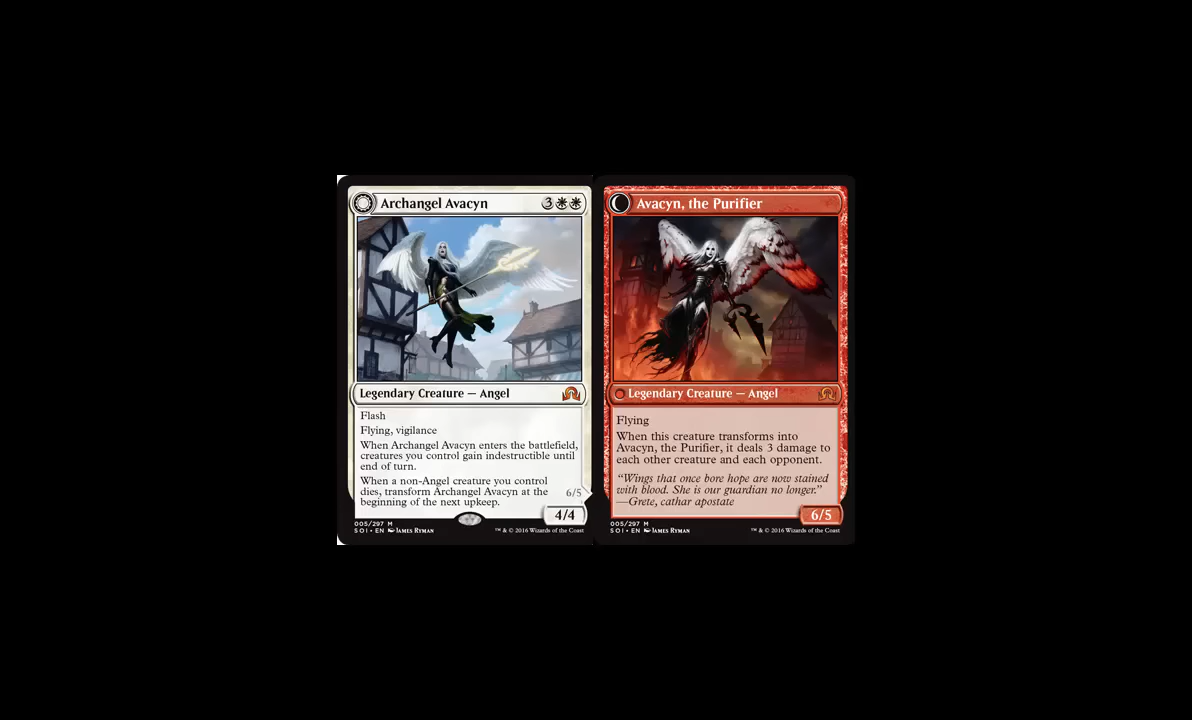 Archangel Avacyn 3
Legendary Creature — Angel
Flash
Flying, vigilance
When Archangel Avacyn enters the battlefield,
creatures you control gain indestructible until
end of turn.
When a non-Angel creature you control
dies, transform Archangel Avacyn at the
beginning of the next upkeep.
6/5
4/4
005/297 M
SOI • EN JAMES RYMAN
™ & © 2016 Wizards of the Coast
Avacyn, the Purifier
Legendary Creature — Angel
Flying
When this creature transforms into
Avacyn, the Purifier, it deals 3 damage to
each other creature and each opponent.
“Wings that once bore hope are now stained
with blood. She is our guardian no longer.”
—Grete, cathar apostate
6/5
005/297 M
SOI • EN JAMES RYMAN
™ & © 2016 Wizards of the Coast